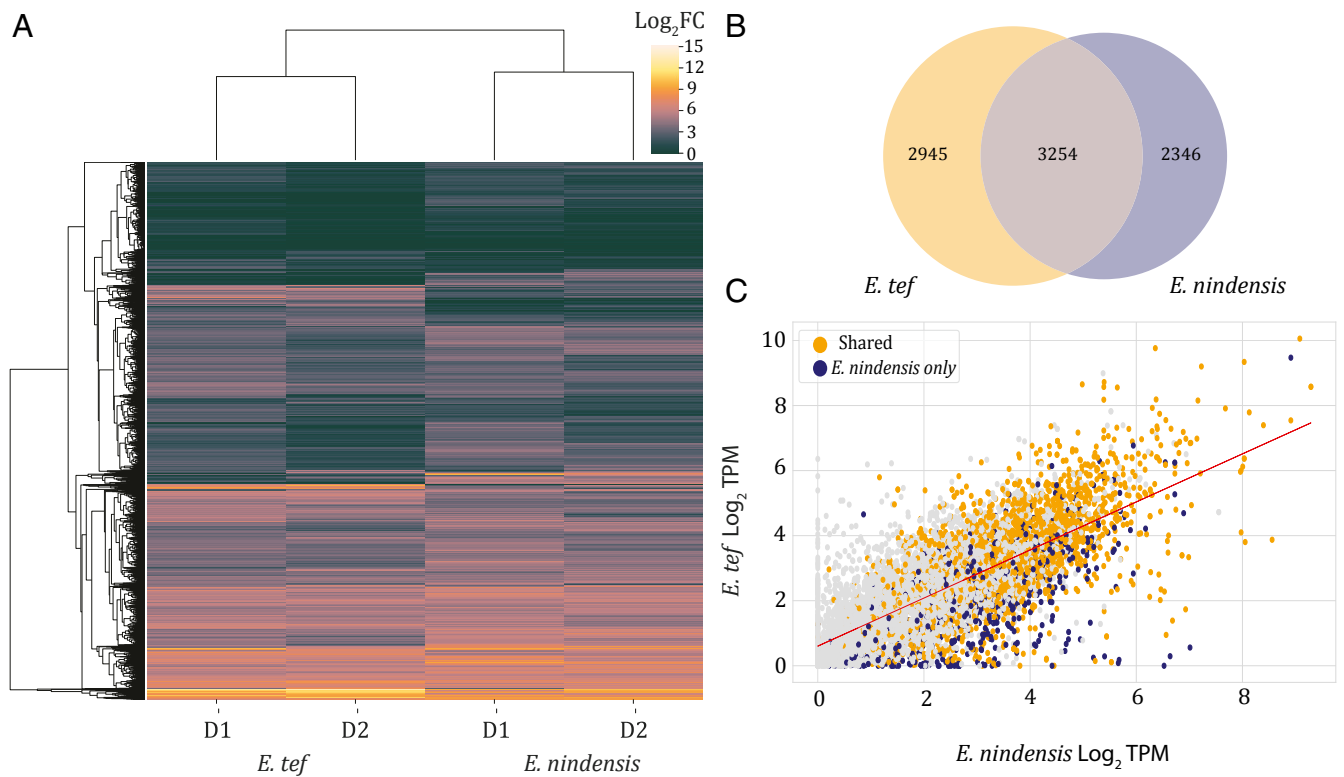 A
Log₂FC
15
12
9
6
3
0
D1 D2 D1 D2
E. tef E. nindensis
B
2945 3254 2346
E. tef E. nindensis
C
Shared
E. nindensis only
10
8
6
4
2
0
E. tef Log₂ TPM
0 2 4 6 8
E. nindensis Log₂ TPM